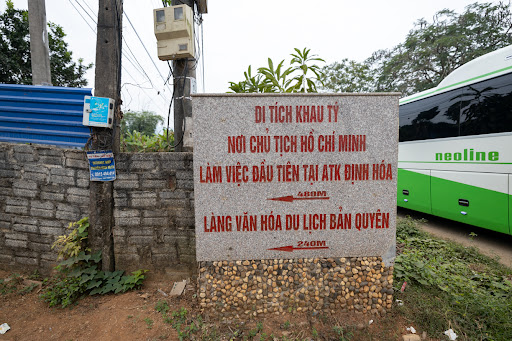 DI TÍCH KHAU TÝ
NƠI CHỦ TỊCH HỒ CHÍ MINH
LÀM VIỆC ĐẦU TIÊN TẠI ATK ĐỊNH HÓA
480M
LÀNG VĂN HÓA DU LỊCH BẢN QUYÊN
240M
neoline